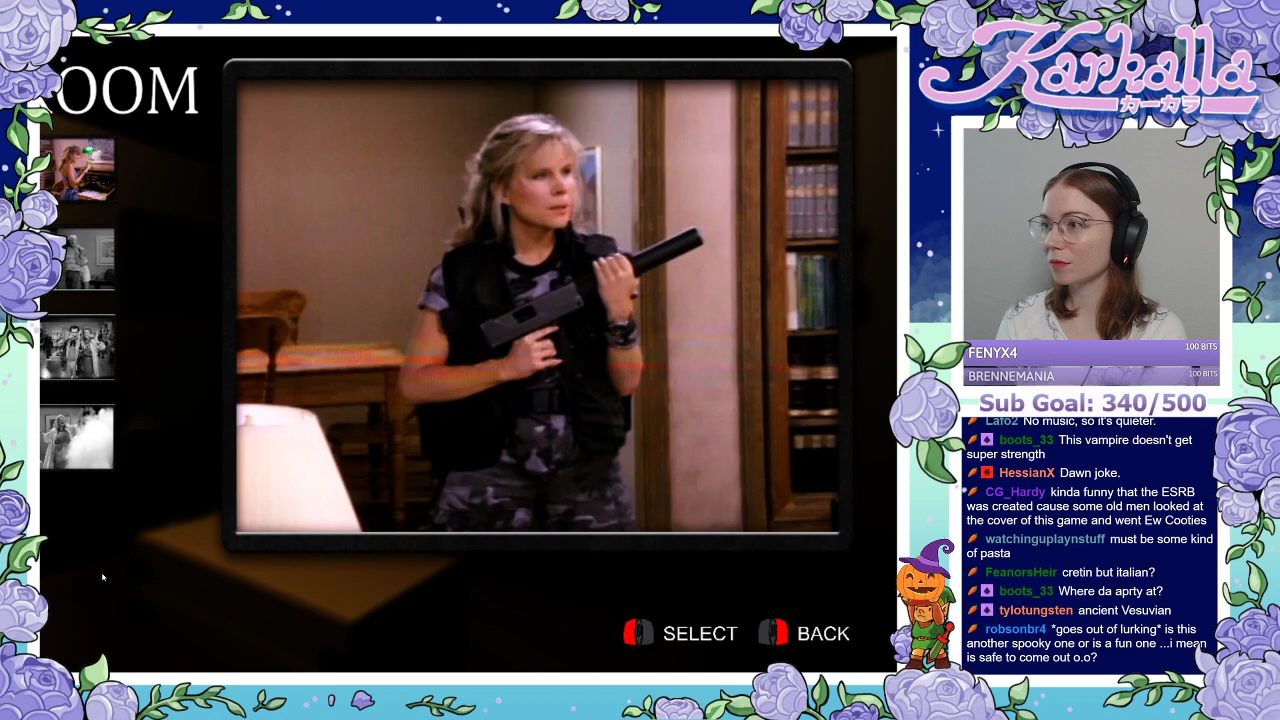 OOM
SELECT
BACK
Karkalla
カーカラ
FENYX4
100 BITS
BRENNEMANIA
100 BITS
Sub Goal: 340/500
Lafo2 No music, so it's quieter.
boots_33 This vampire doesn't get
super strength
HessianX Dawn joke.
CG_Hardy kinda funny that the ESRB
was created cause some old men looked at
the cover of this game and went Ew Cooties
watchinguplaynstuff must be some kind
of pasta
FeanorsHeir cretin but italian?
boots_33 Where da aprty at?
tylotungsten ancient Vesuvian
robsonbr4 *goes out of lurking* is this
another spooky one or is a fun one ...i mean
is safe to come out o.o?